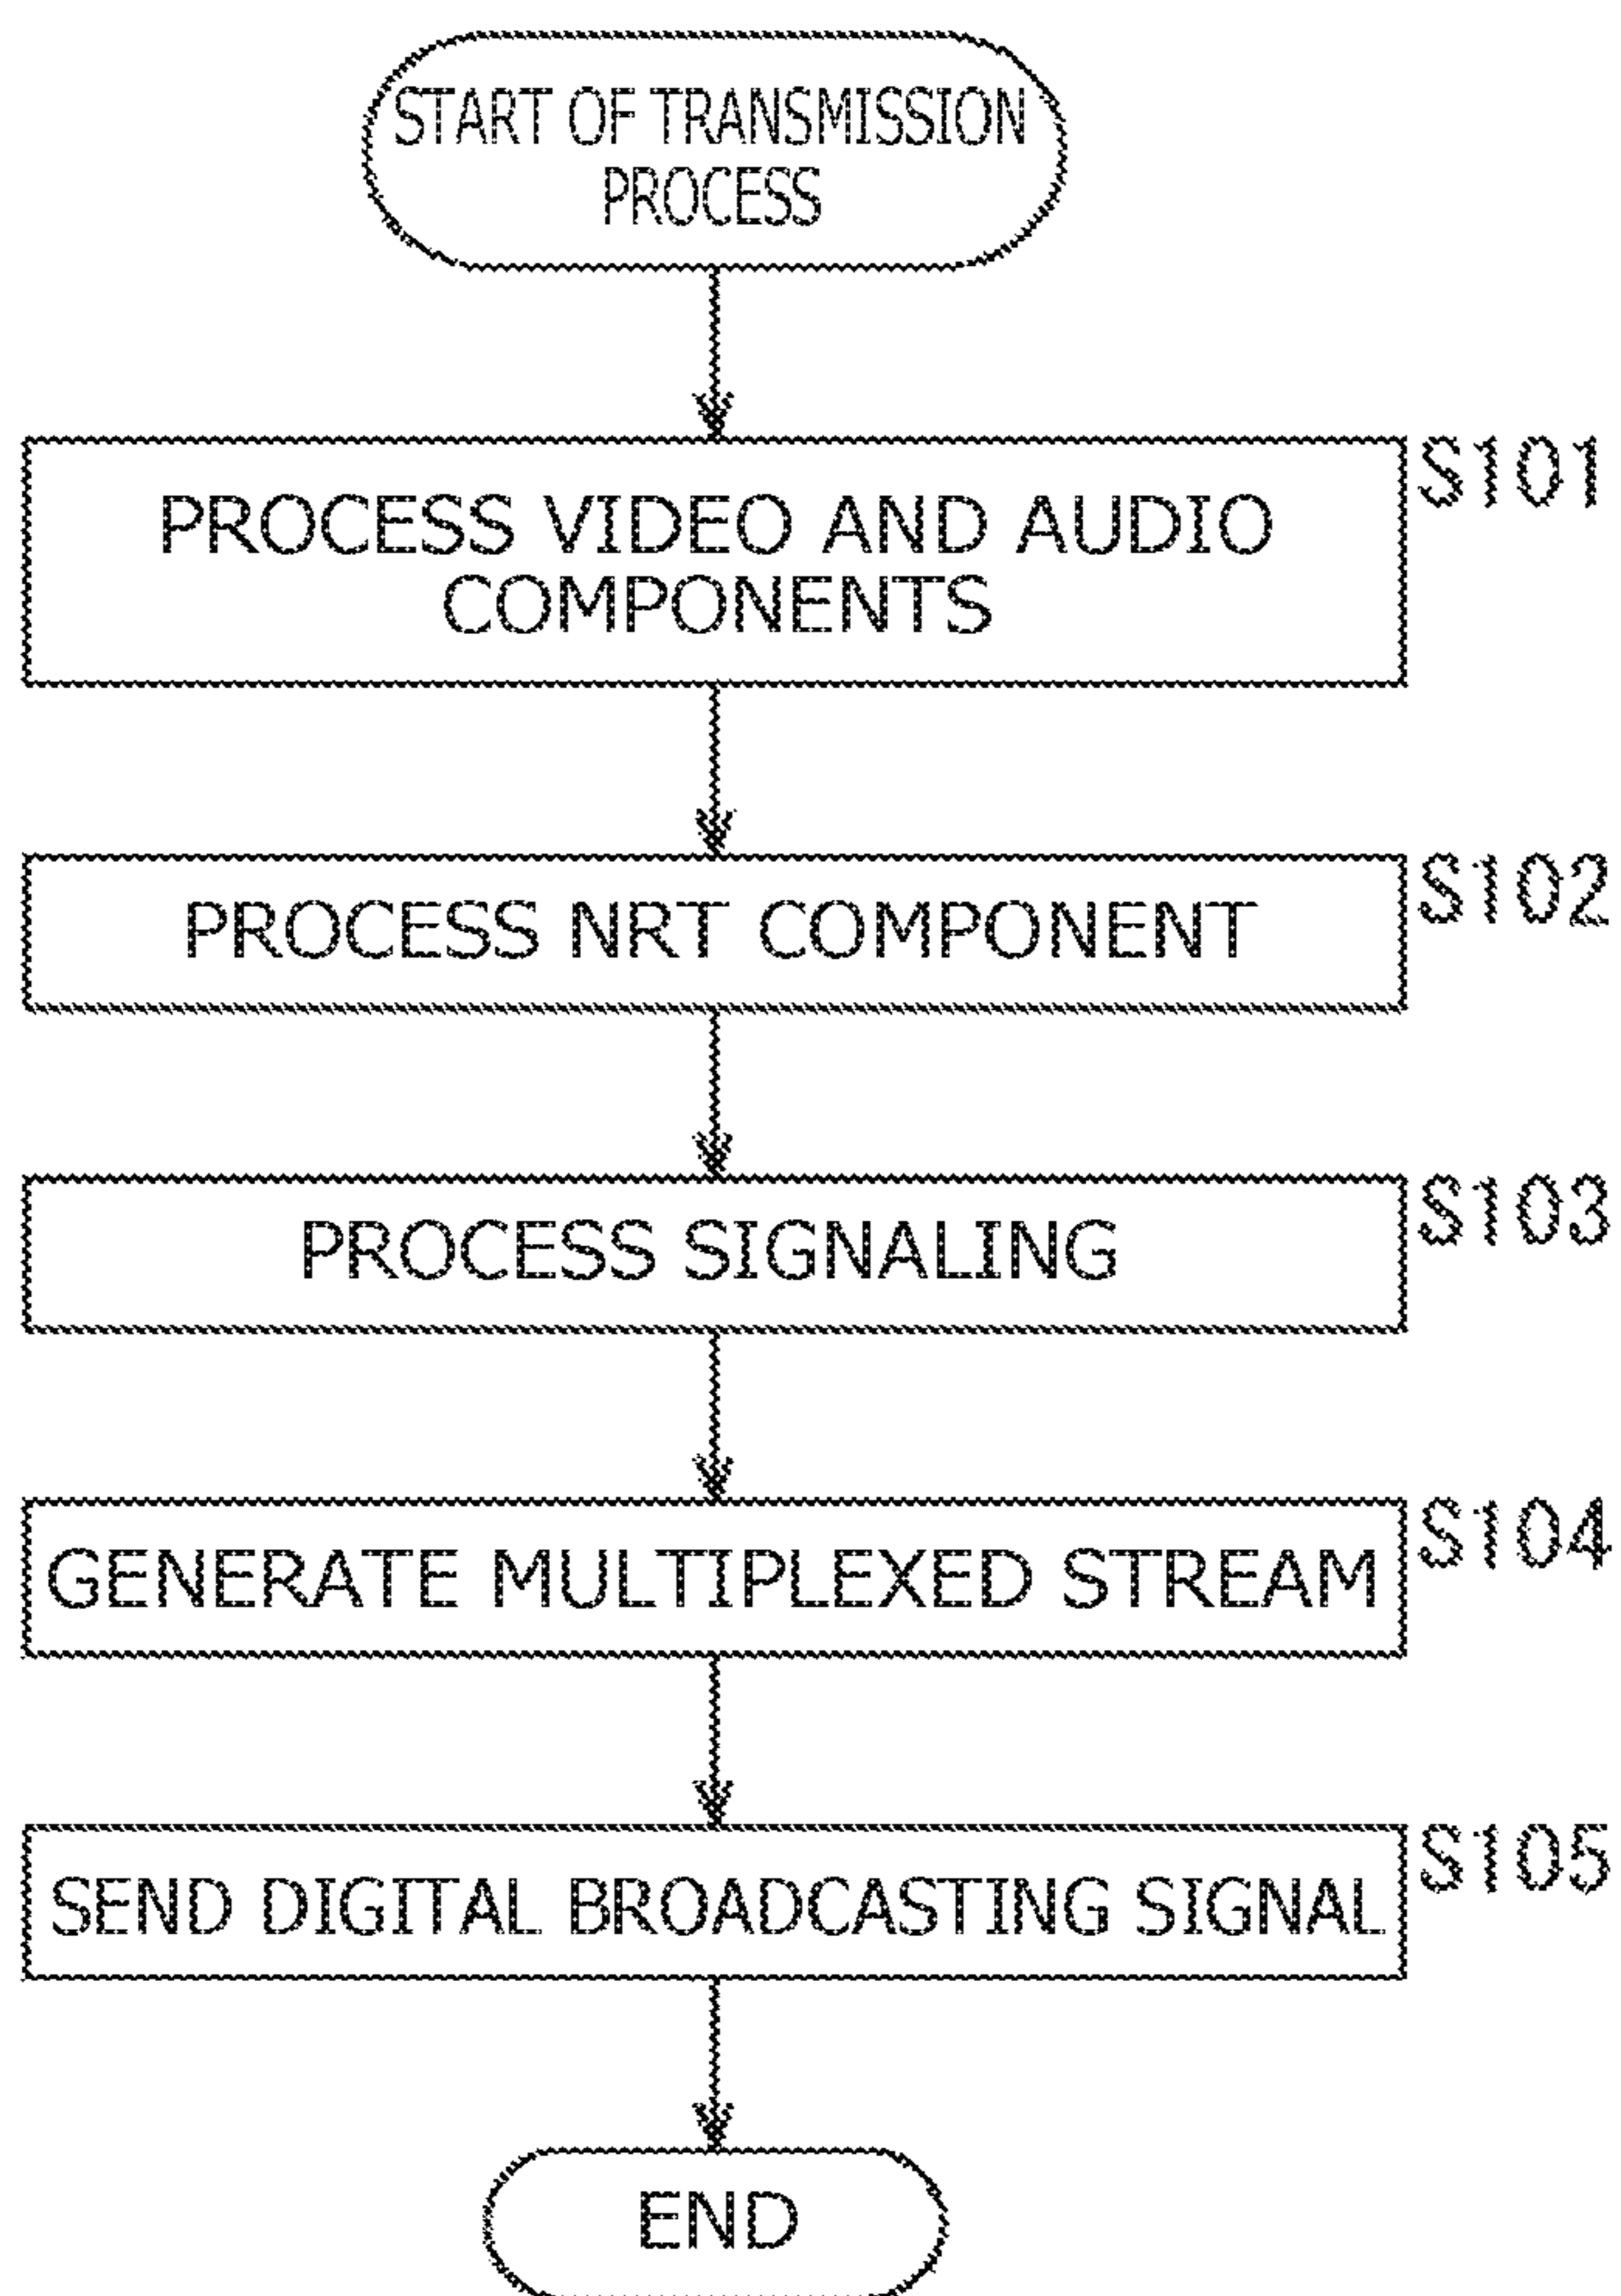 START OF TRANSMISSION
PROCESS
S101
PROCESS VIDEO AND AUDIO
COMPONENTS
S102
PROCESS NRT COMPONENT
S103
PROCESS SIGNALING
S104
GENERATE MULTIPLEXED STREAM
S105
SEND DIGITAL BROADCASTING SIGNAL
END